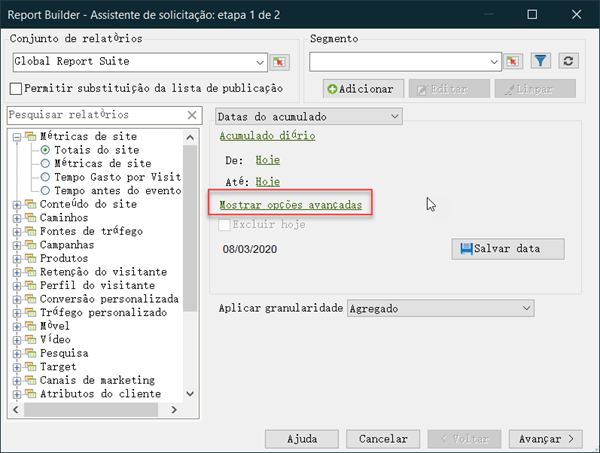 Report Builder - Assistente de solicitação: etapa 1 de 2
Conjunto de relatòrios
Global Report Suite
Permitir substituição da lista de publicação
Segmento
Adicionar
Editar
Limpar
Pesquisar relatòrios
Métricas de site
Totais do site
Métricas de site
Tempo Gasto por Visit
Tempo antes do evento
Conteúdo do site
Caminhos
Fontes de tráfego
Campanhas
Produtos
Retenção do visitante
Perfil do visitante
Conversão personalizada
Tráfego personalizado
Mòvel
Vídeo
Pesquisa
Target
Canais de marketing
Atributos do cliente
Datas do acumulado
Acumulado diário
De: Hoje
Até: Hoje
Mostrar opções avançadas
Excluir hoje
08/03/2020
Salvar data
Aplicar granularidade Agregado
Ajuda
Cancelar
< Voltar
Avançar >